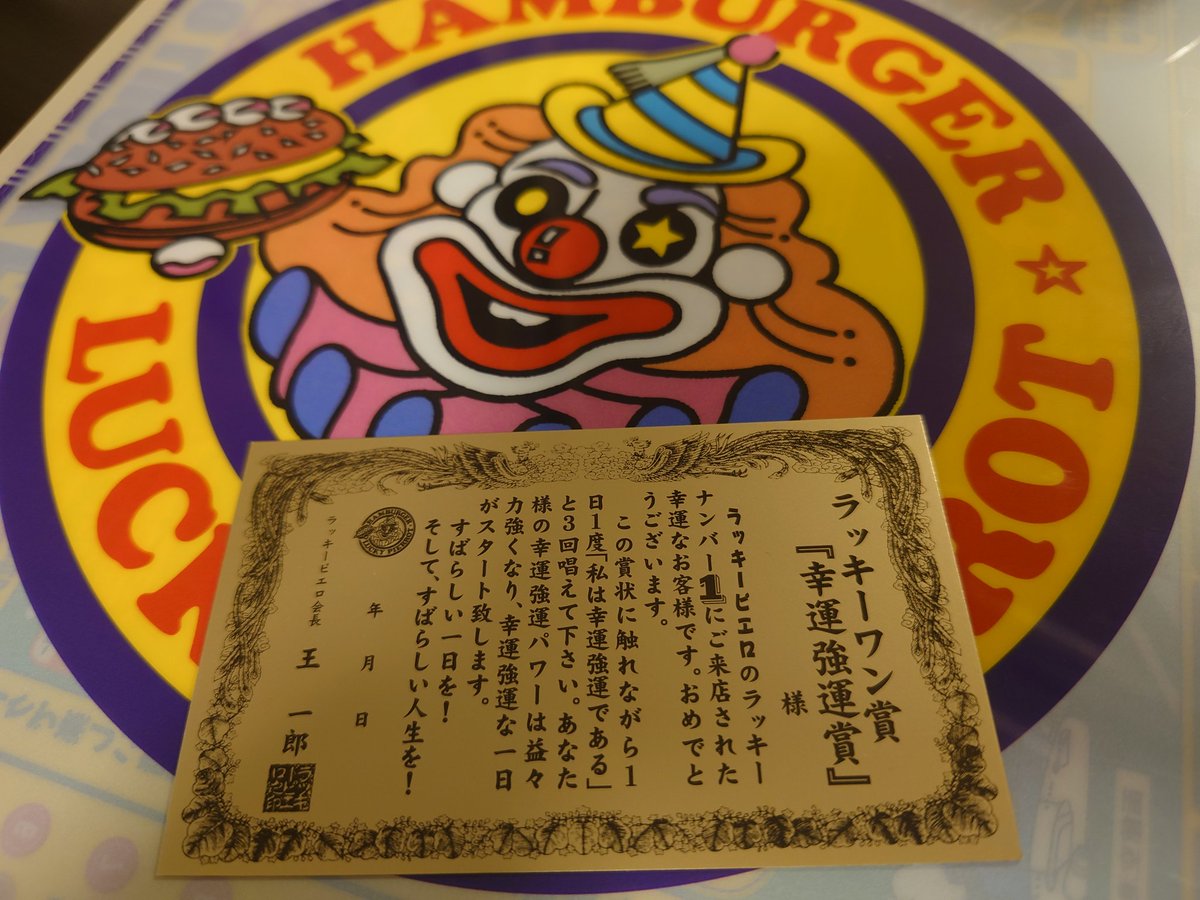 HAMBURGER
LUC
ラッキーワン賞
『幸運強運賞』
様
ラッキーピエロのラッキー
ナンバー1にご来店された
幸運なお客様です。おめでと
うございます。
この賞状に触れながら1
日1度「私は幸運強運である」
と3回唱えて下さい。あなた
様の幸運強運パワーは益々
力強くなり、幸運強運な一日
がスタート致します。
すばらしい一日を!
そして、すばらしい人生を!
年 月 日
HAMBURGER
LUCKY PIERROT
ラッキーピエロ会長 王 一郎